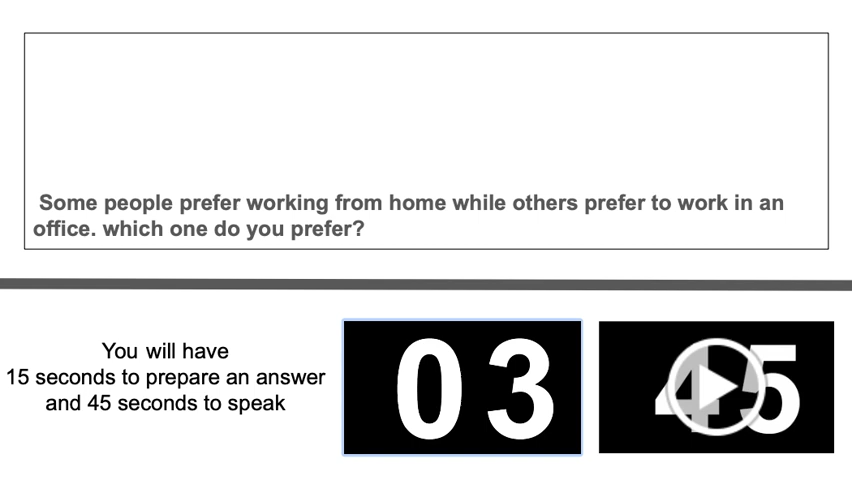 Some people prefer working from home while others prefer to work in an
office. which one do you prefer?
You will have
15 seconds to prepare an answer
and 45 seconds to speak
03
45